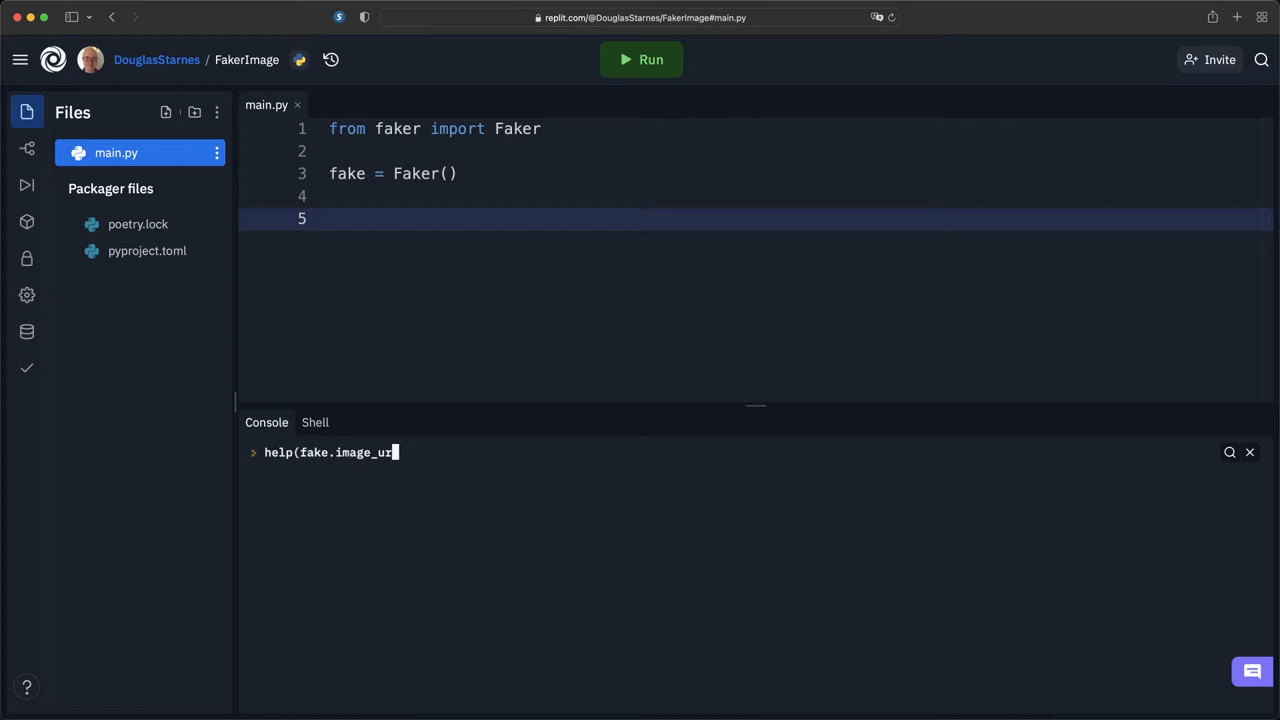 replit.com/@DouglasStarnes/FakerImage#main.py
DouglasStarnes / FakerImage
Run
Invite
Files
main.py
Packager files
poetry.lock
pyproject.toml
main.py
1 from faker import Faker
2
3 fake = Faker()
4
5
Console
Shell
> help(fake.image_ur
?